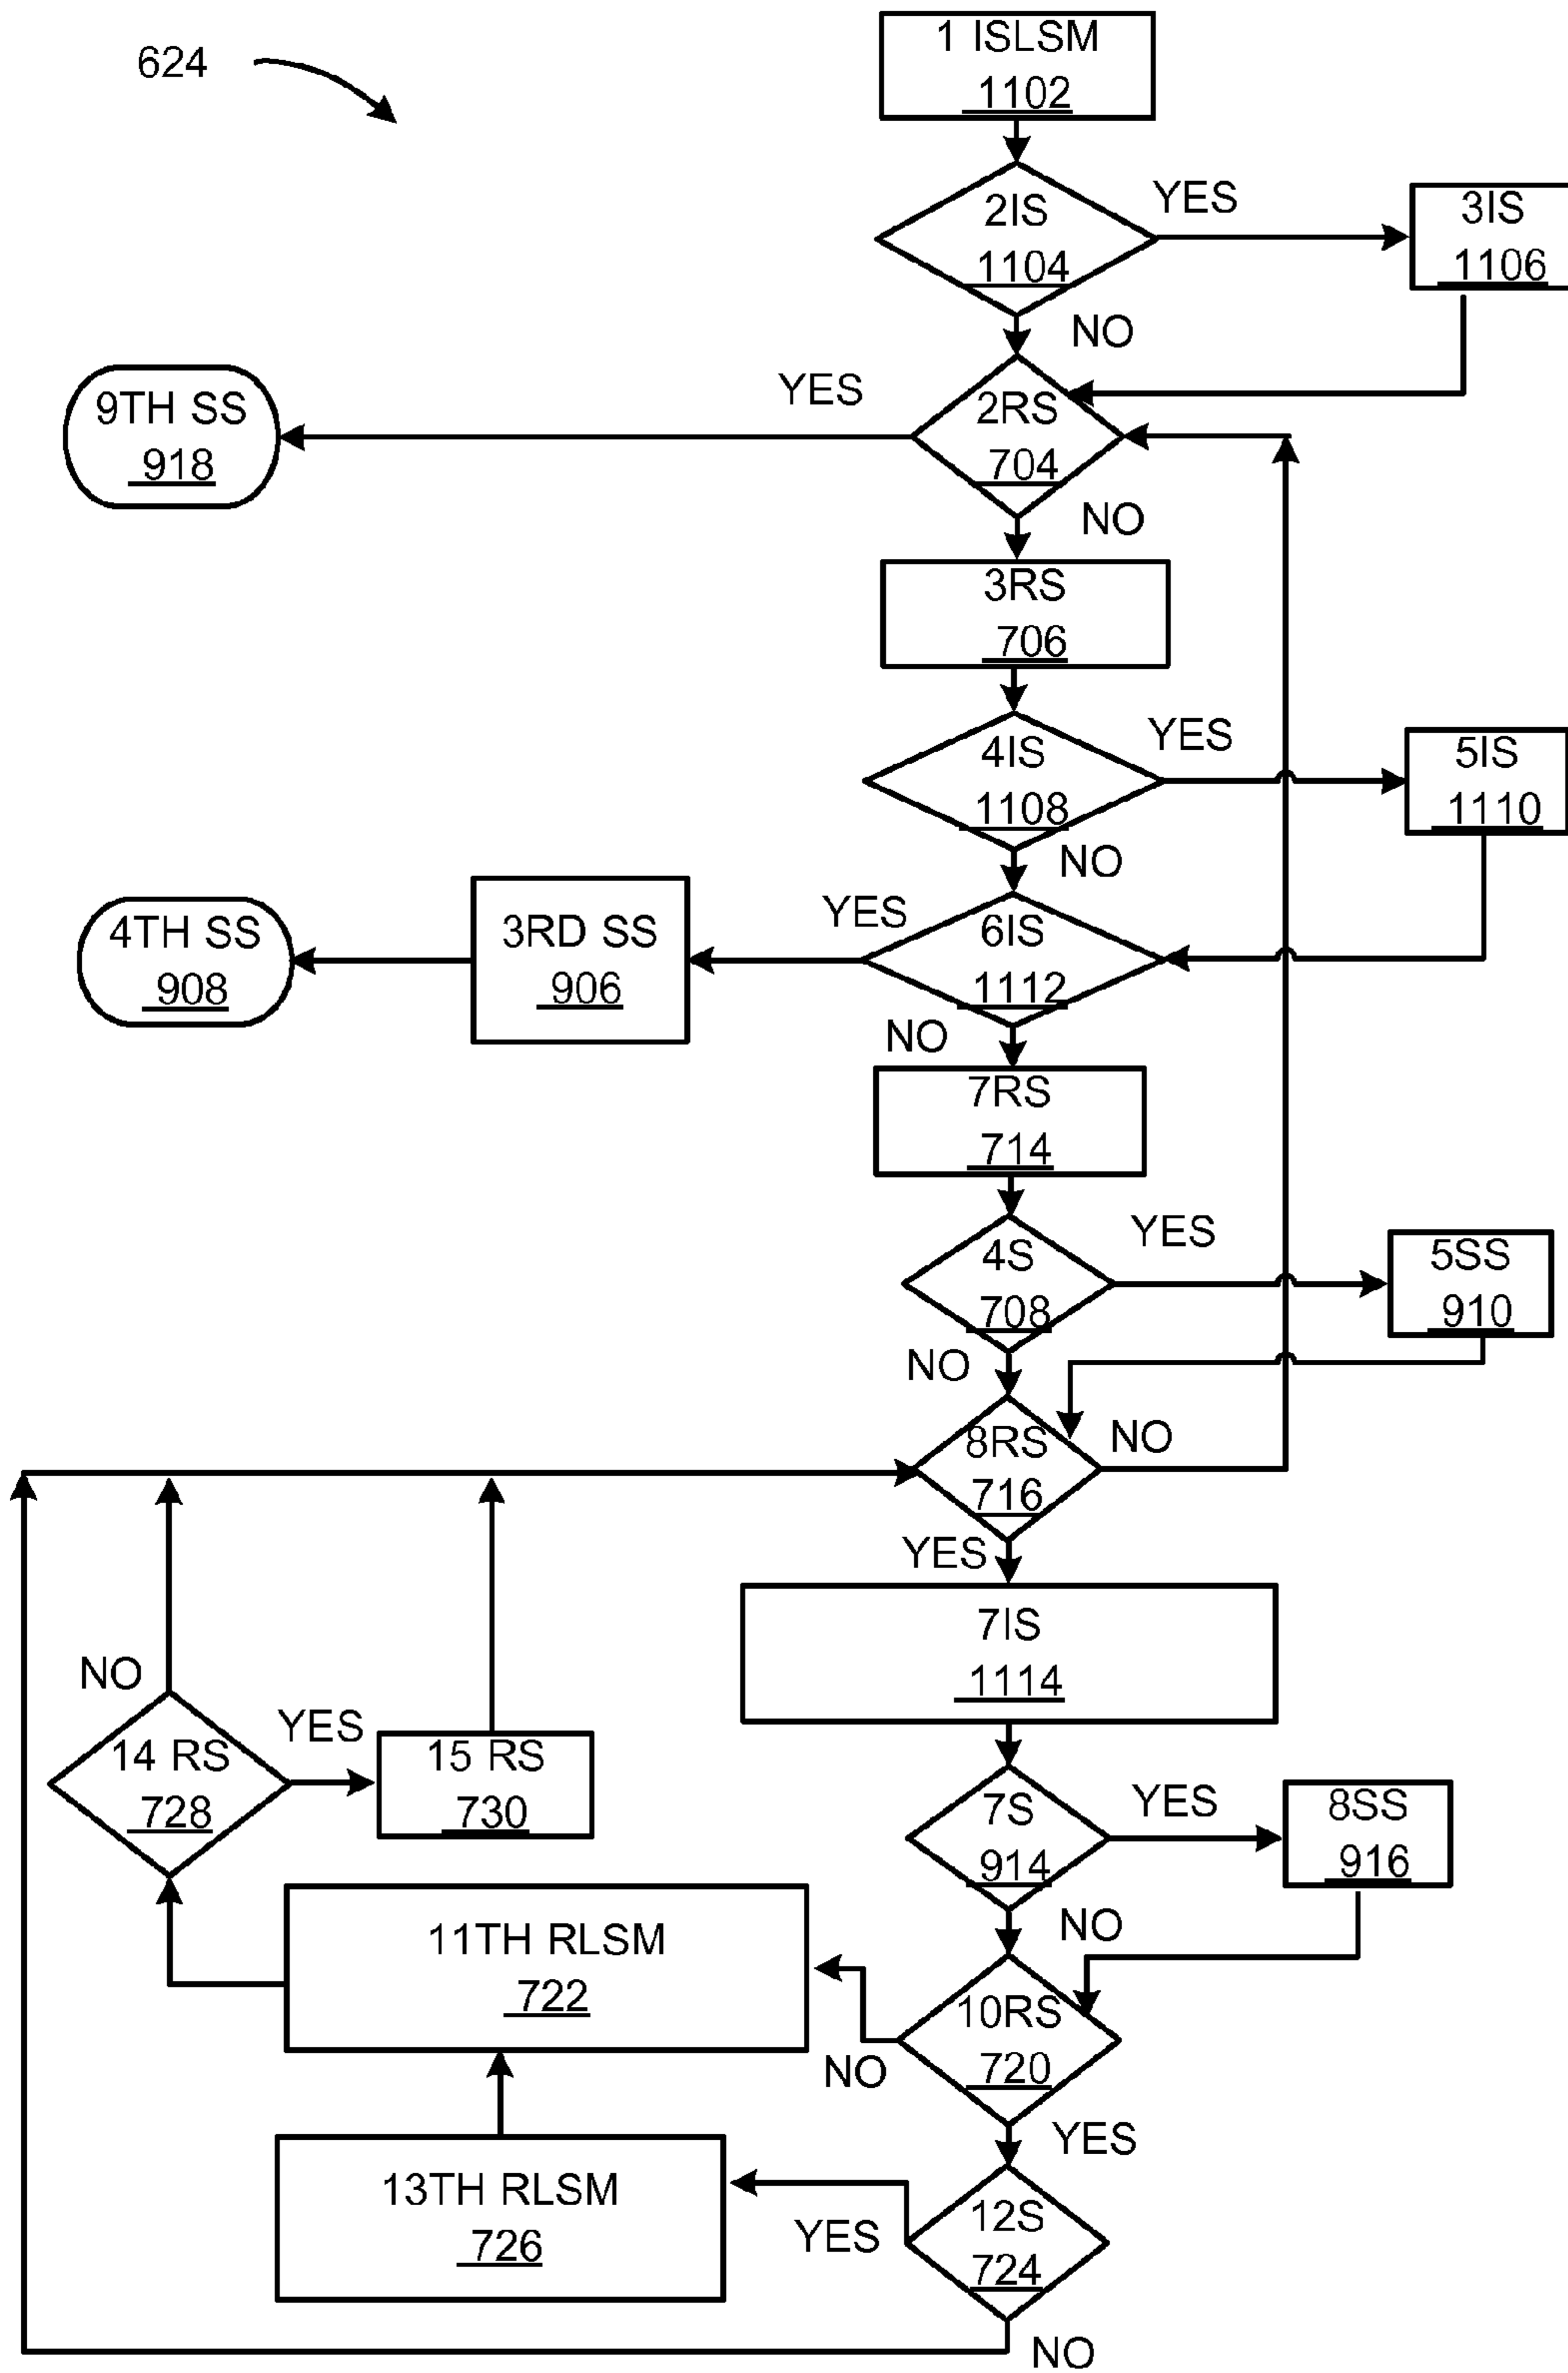 624
1 ISLSM
1102
2IS
1104
YES
3IS
1106
NO
9TH SS
918
YES
2RS
704
NO
3RS
706
4IS
1108
YES
5IS
1110
NO
4TH SS
908
3RD SS
906
YES
6IS
1112
NO
7RS
714
4S
708
YES
5SS
910
NO
8RS
716
NO
YES
7IS
1114
NO
14 RS
728
YES
15 RS
730
7S
914
YES
8SS
916
NO
11TH RLSM
722
10RS
720
NO
YES
13TH RLSM
726
YES
12S
724
NO